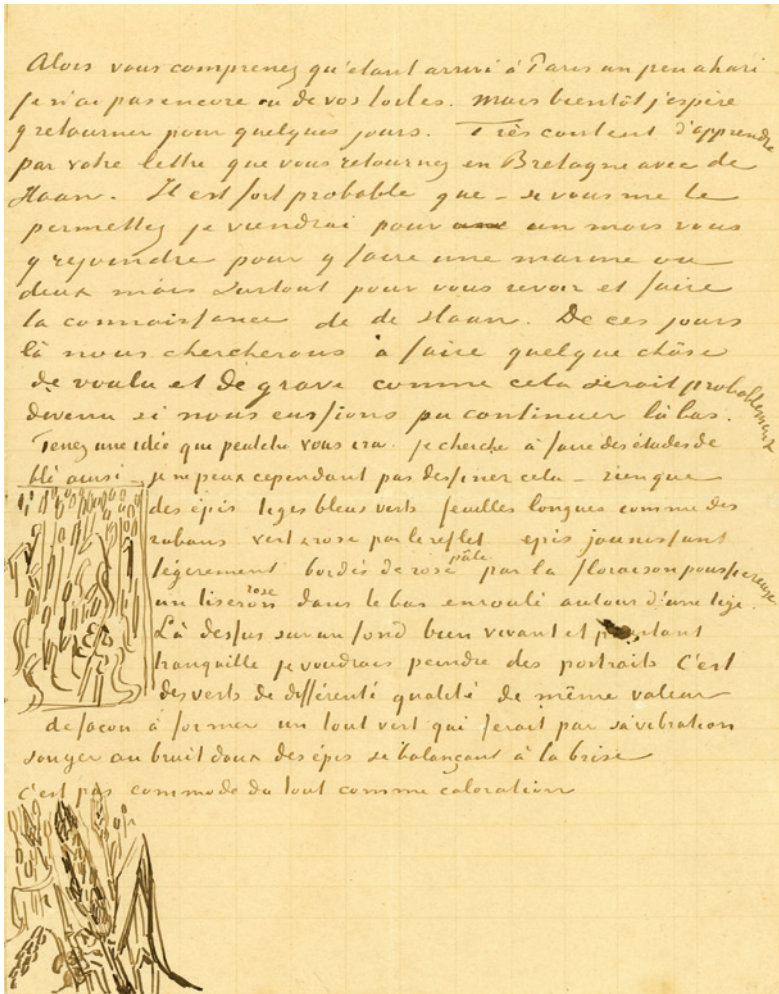 Alors vous comprenez qu'étant arrivé à Paris un peu ahuri
je n'ai pas encore vu de vos toiles. Mais bientôt j'espère
y retourner pour quelques jours. Très content d'apprendre
par votre lettre que vous retournez en Bretagne avec de
Haan. Il est fort probable que – si vous me le
permettez je viendrai pour un mois vous
y rejoindre pour y faire une marine ou
deux mais surtout pour vous revoir et faire
la connaissance de de Haan. De ces jours
là nous chercherons à faire quelque chôse
de voulu et de grave comme cela serait probablement
devenu si nous eussions pu continuer là bas.
Tenez une idée que peutetre vous ira. je cherche à faire des études de
blé ainsi – je ne peux cependant pas dessiner cela – rien que
des épis tiges bleus verts feuilles longues comme des
rubans vert & rose par le reflet epis jaunissant
légèrement bordés de rose pâle par la floraison poussiereuse
un liseron rose dans le bas enroulé autour d'une tige.
Là dessus sur un fond bien vivant et pourtant
tranquille je voudrais peindre des portraits C'est
des verts de différente qualité de même valeur
de façon à former un tout vert qui ferait par sa vibration
songer au bruit doux des épis se balançant à la brise
c'est pas commode du tout comme coloration